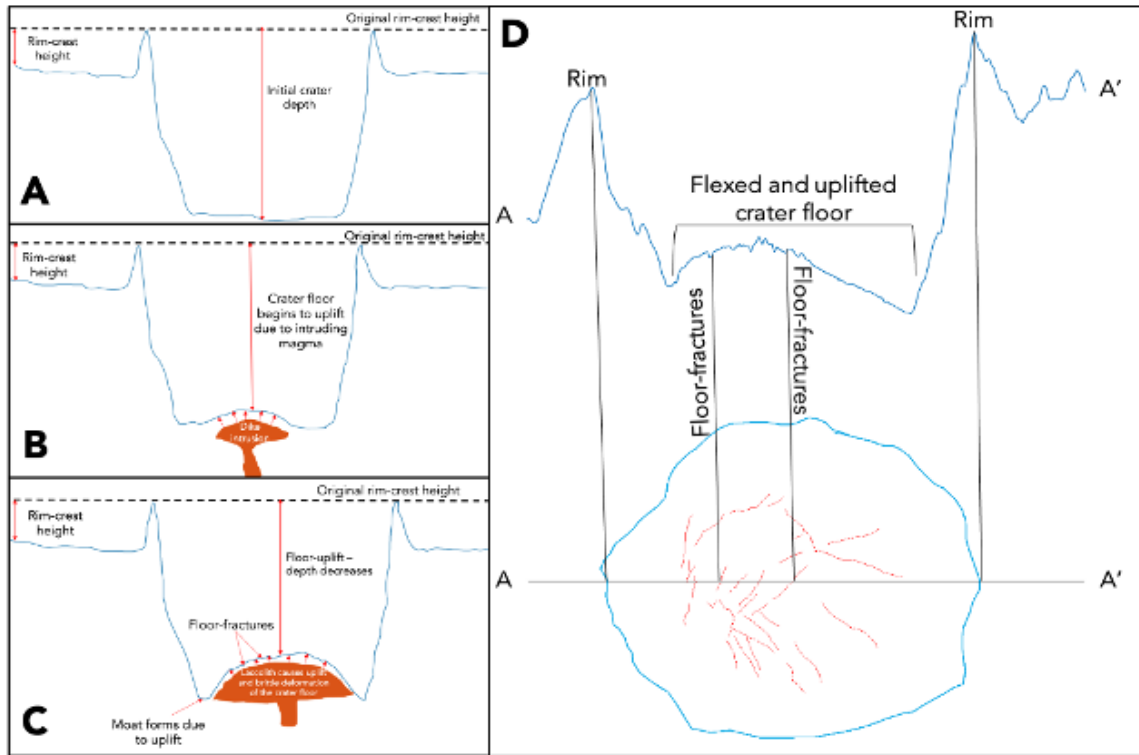 A
Original rim-crest height
Rim-crest
height
Initial crater
depth
B
Original rim-crest height
Rim-crest
height
Crater floor
begins to uplift
due to intruding
magma
Dike
intrusion
C
Original rim-crest height
Rim-crest
height
Floor-uplift –
depth decreases
Floor-fractures
Laccolith causes uplift
and brittle deformation
of the crater floor
Moat forms due
to uplift
D
Rim
Rim
A
A'
Flexed and uplifted
crater floor
Floor-fractures
Floor-fractures
A
A'